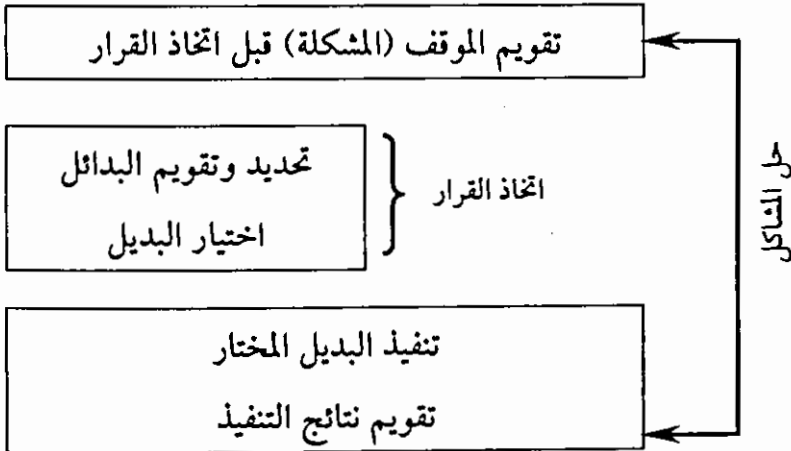 تقويم الموقف (المشكلة) قبل اتخاذ القرار
تحديد وتقويم البدائل
اختيار البديل
اتخاذ القرار
تنفيذ البديل المختار
تقويم نتائج التنفيذ
حل المشاكل